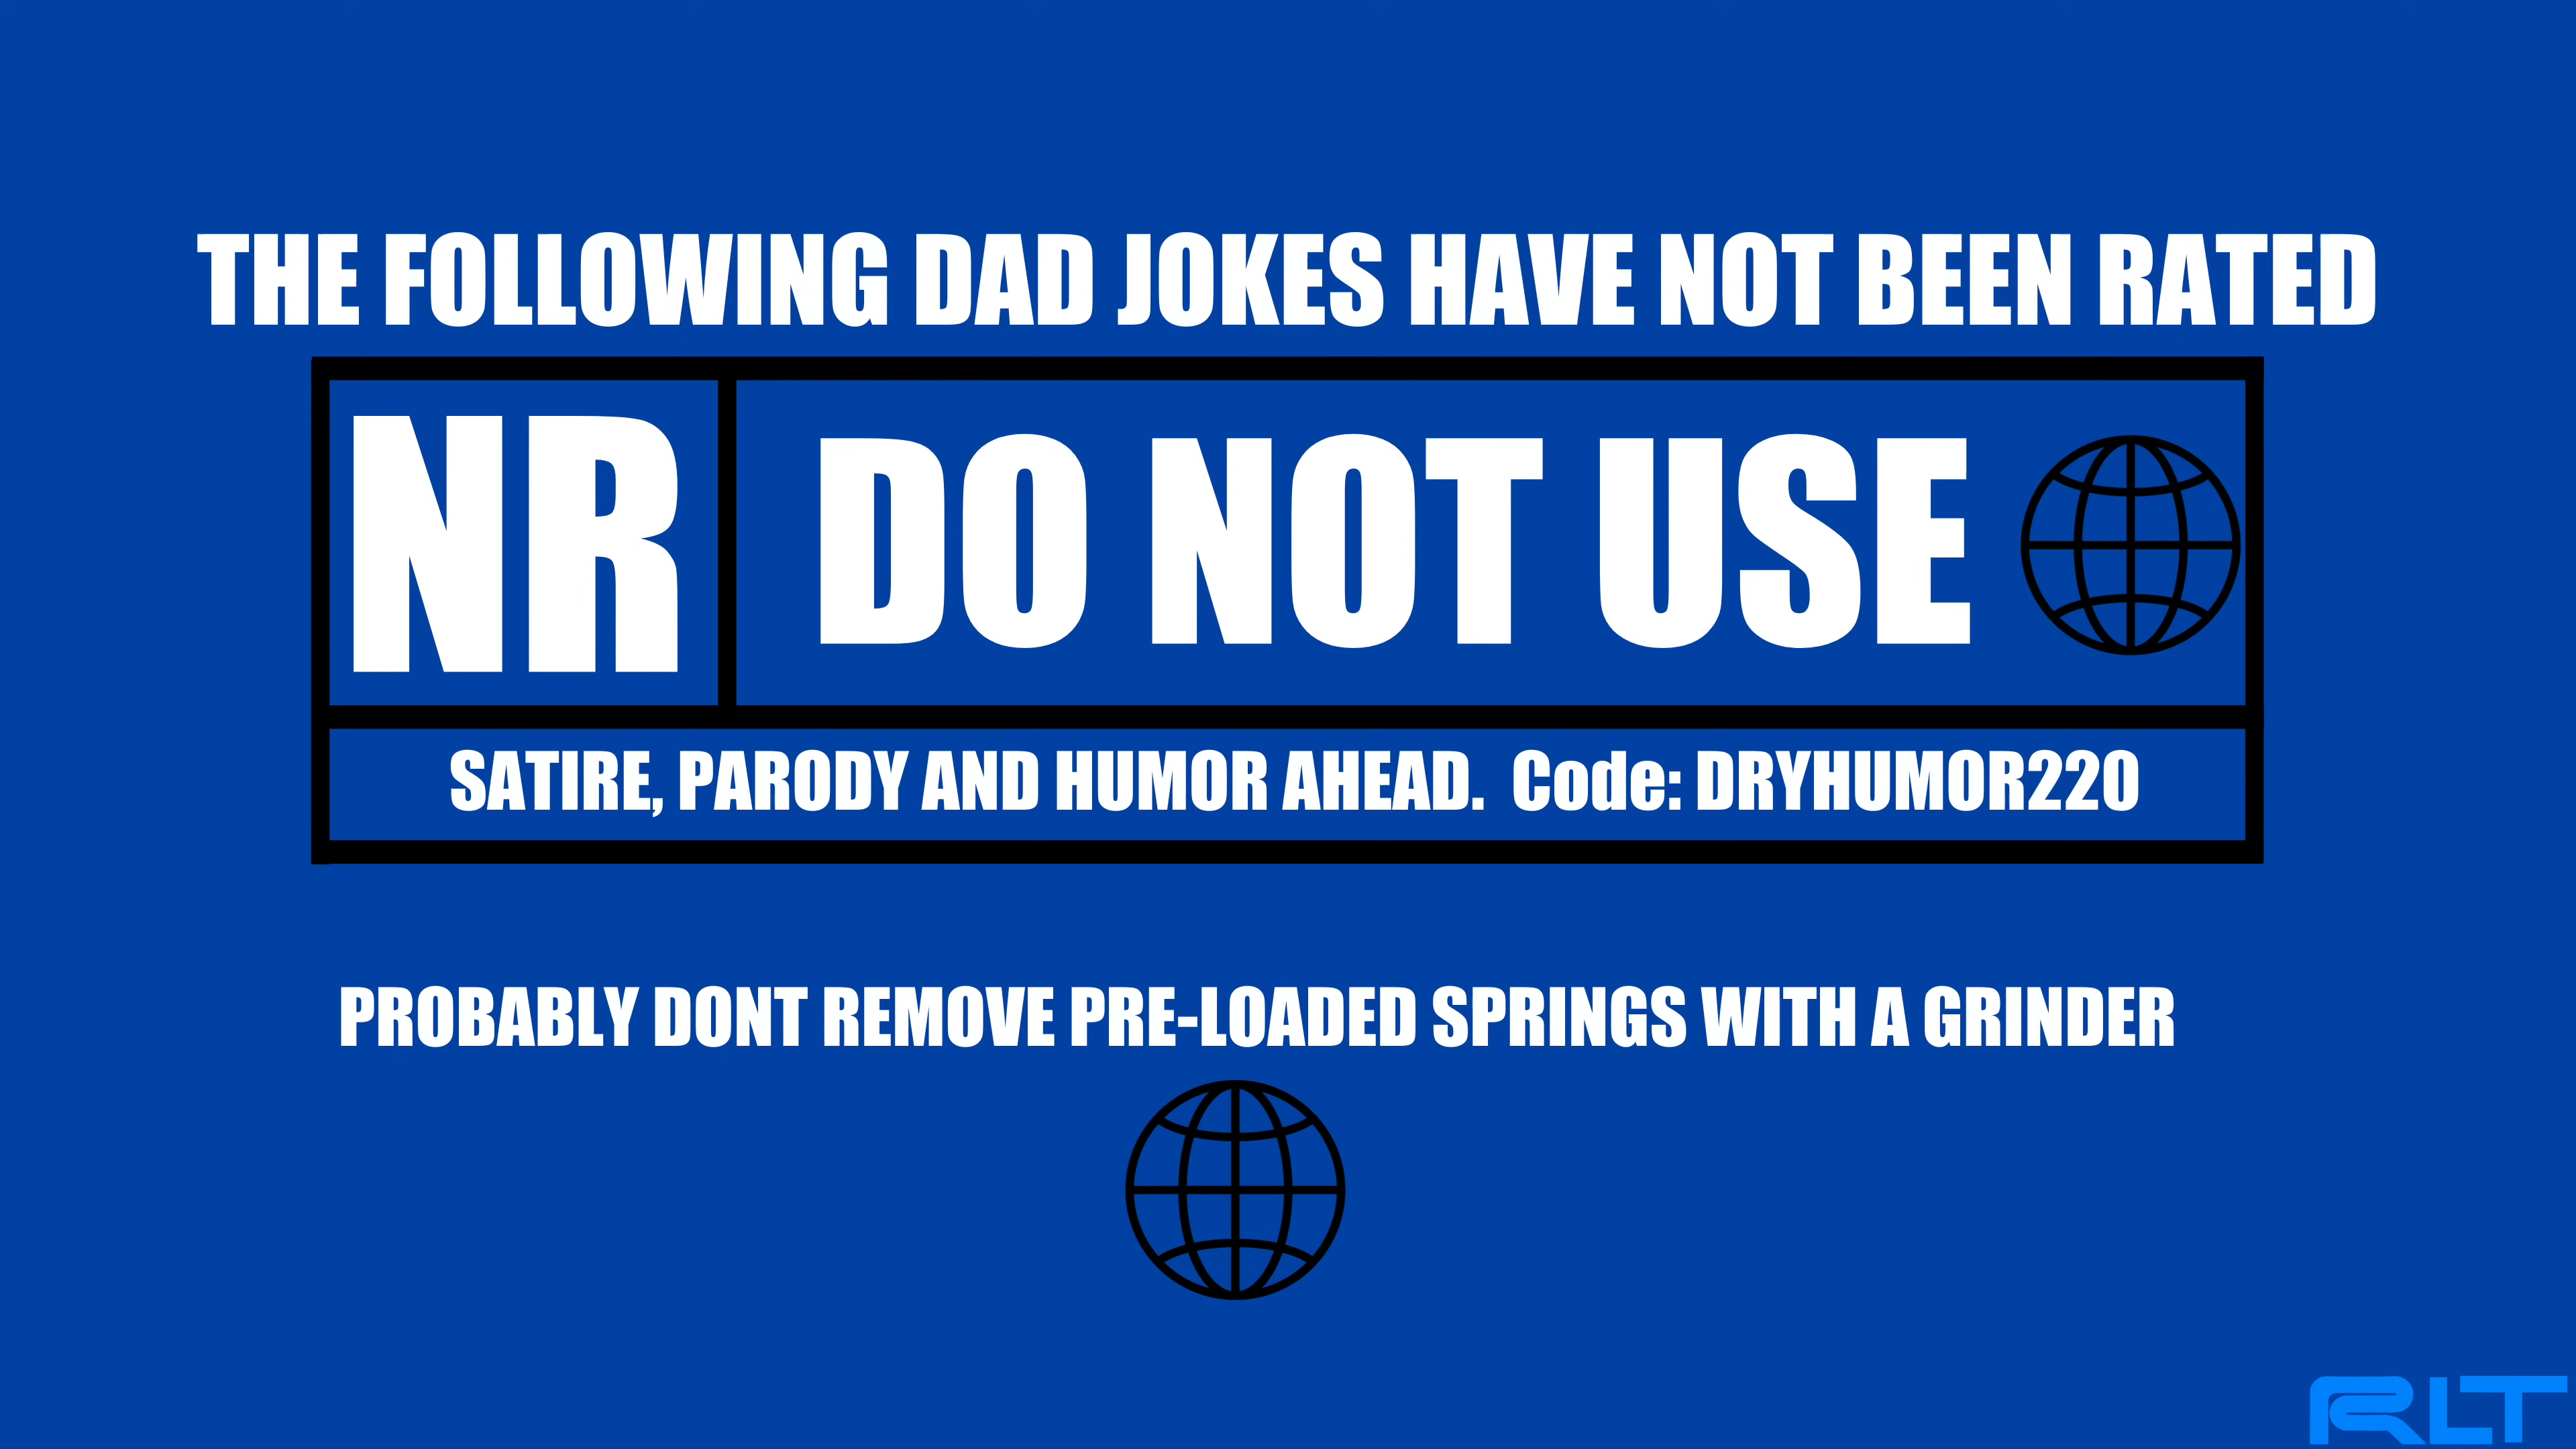 THE FOLLOWING DAD JOKES HAVE NOT BEEN RATED
NR
DO NOT USE
SATIRE, PARODY AND HUMOR AHEAD. Code: DRYHUMOR220
PROBABLY DONT REMOVE PRE-LOADED SPRINGS WITH A GRINDER
RLT